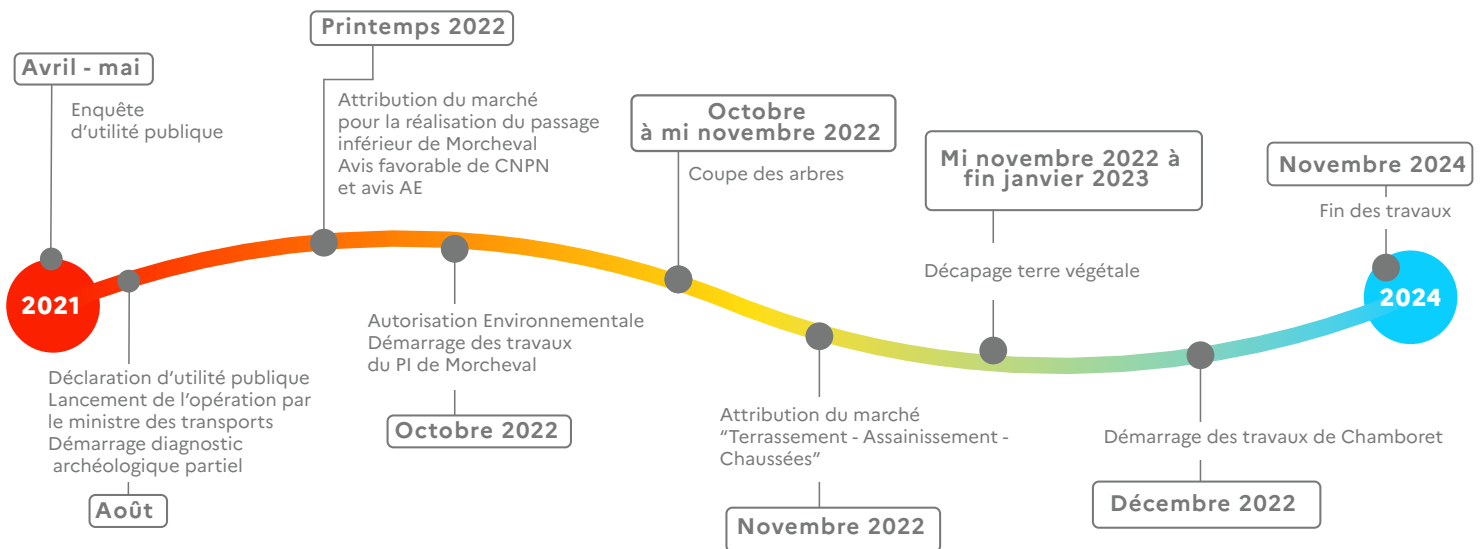 Avril - mai
Enquête
d’utilité publique
2021
Déclaration d’utilité publique
Lancement de l’opération par
le ministre des transports
Démarrage diagnostic
archéologique partiel
Août
Printemps 2022
Attribution du marché
pour la réalisation du passage
inférieur de Morcheval
Avis favorable de CNPN
et avis AE
Autorisation Environnementale
Démarrage des travaux
du PI de Morcheval
Octobre 2022
Octobre
à mi novembre 2022
Coupe des arbres
Attribution du marché
“Terrassement - Assainissement -
Chaussées”
Novembre 2022
Mi novembre 2022 à
fin janvier 2023
Décapage terre végétale
Démarrage des travaux de Chamboret
Décembre 2022
Novembre 2024
Fin des travaux
2024